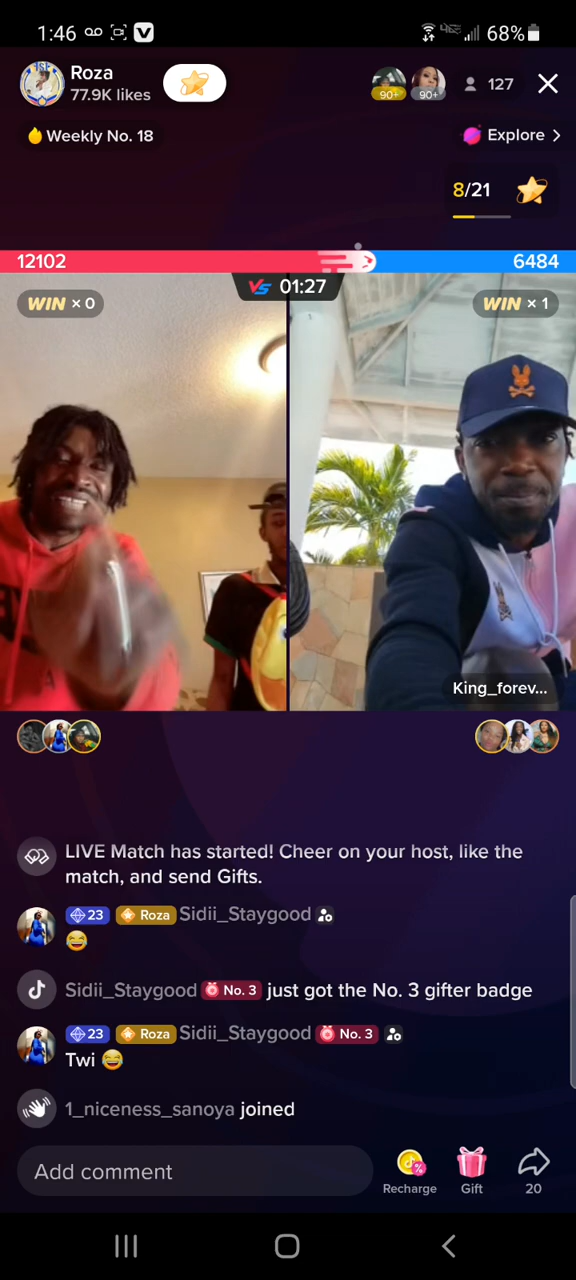 1:46
68%
Roza
77.9K likes
90+
90+
127
Weekly No. 18
Explore
8/21
12102
6484
VS 01:27
WIN × 0
WIN × 1
King_forev...
LIVE Match has started! Cheer on your host, like the
match, and send Gifts.
23 Roza Sidii_Staygood
😂
Sidii_Staygood No. 3 just got the No. 3 gifter badge
23 Roza Sidii_Staygood No. 3
Twi 😂
1_niceness_sanoya joined
Add comment
Recharge
Gift
20